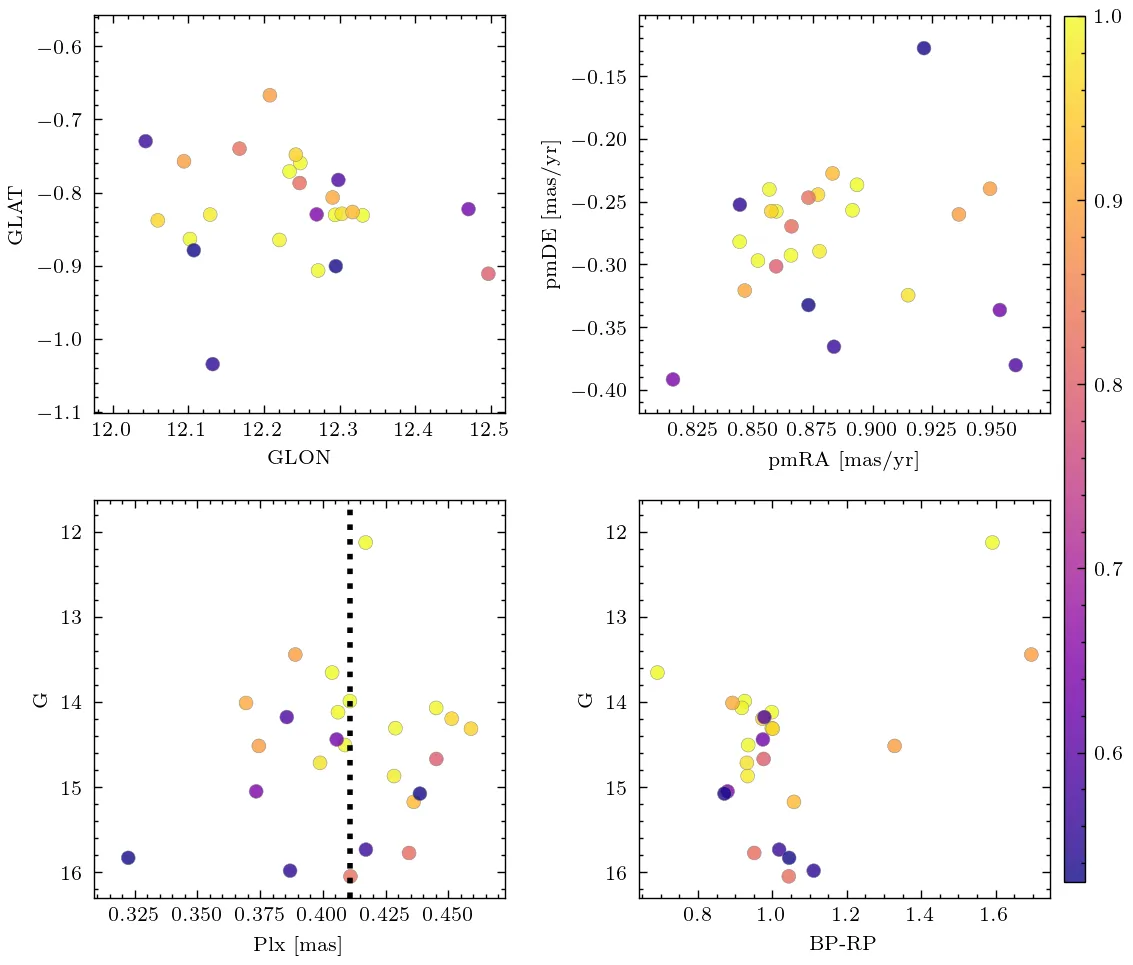 −0.6
−0.7
−0.8
−0.9
−1.0
−1.1
GLAT
12.0 12.1 12.2 12.3 12.4 12.5
GLON
−0.15
−0.20
−0.25
−0.30
−0.35
−0.40
pmDE [mas/yr]
0.825 0.850 0.875 0.900 0.925 0.950
pmRA [mas/yr]
12
13
14
15
16
G
0.325 0.350 0.375 0.400 0.425 0.450
Plx [mas]
12
13
14
15
16
G
0.8 1.0 1.2 1.4 1.6
BP-RP
1.0
0.9
0.8
0.7
0.6